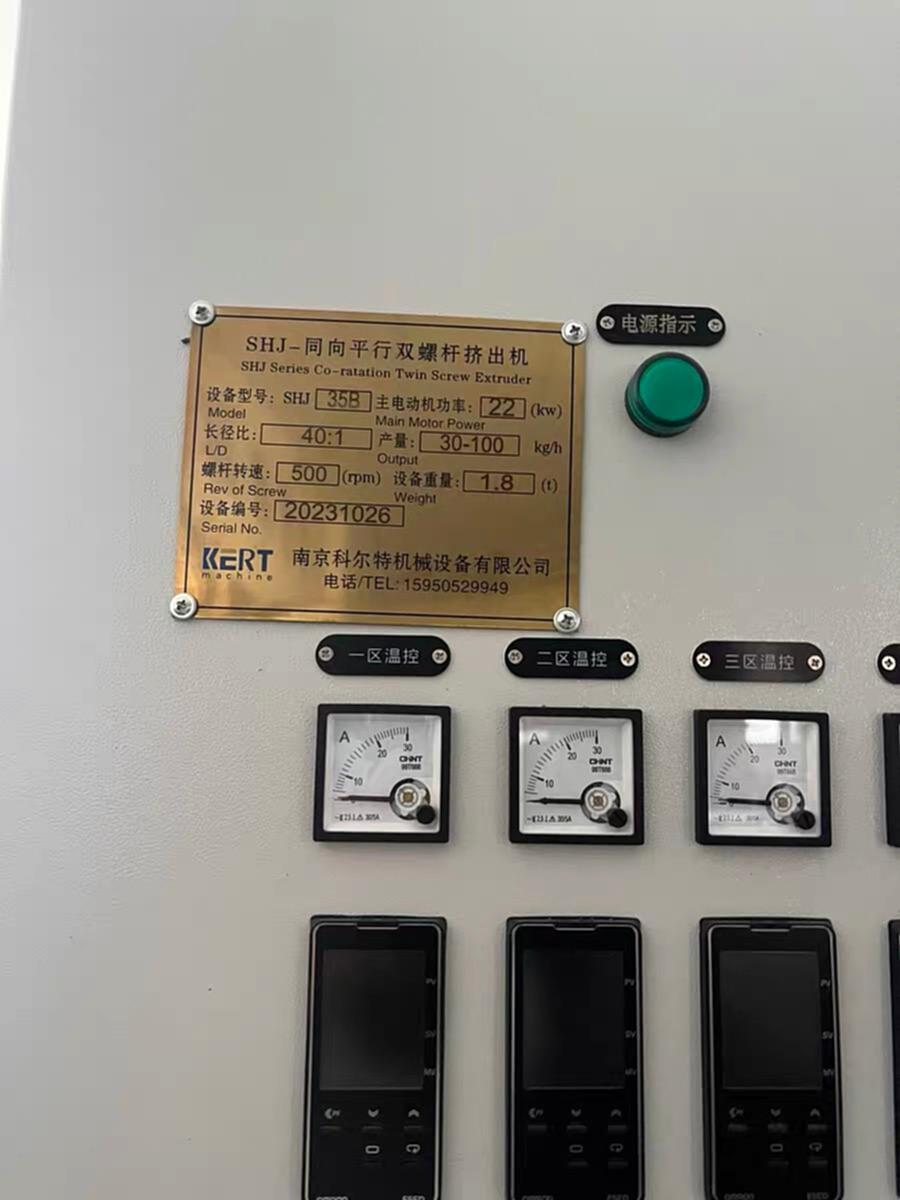 SHJ-同向平行双螺杆挤出机
SHJ Series Co-ratation Twin Screw Extruder
设备型号: SHJ 35B 主电动机功率: 22 (kw)
Model Main Motor Power
长径比: 40:1 产量: 30-100 kg/h
L/D Output
螺杆转速: 500 (rpm) 设备重量: 1.8 (t)
Rev of Screw Weight
设备编号: 20231026
Serial No.
KERT
machine
南京科尔特机械设备有限公司
电话/TEL: 15950529949
电源指示
一区温控
二区温控
三区温控
A 10 20 30
CHNT
A 10 20 30
CHNT
A 10 30
PV
SV
MV
PV
SV
MV
PV
SV
MV
PF
PF
PF